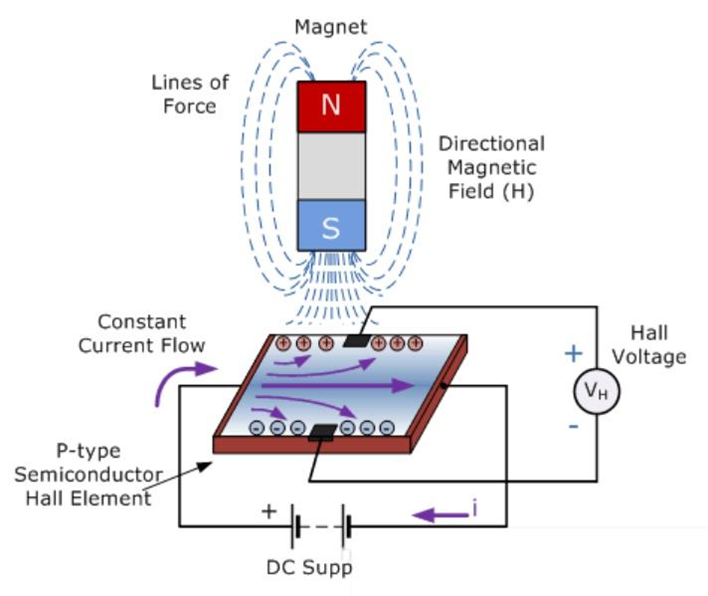 Magnet
Lines of
Force
N
Directional
Magnetic
Field (H)
S
Constant
Current Flow
+ + + + + +
Hall
Voltage
+
VH
-
- - - - - -
P-type
Semiconductor
Hall Element
+
i
DC Supp